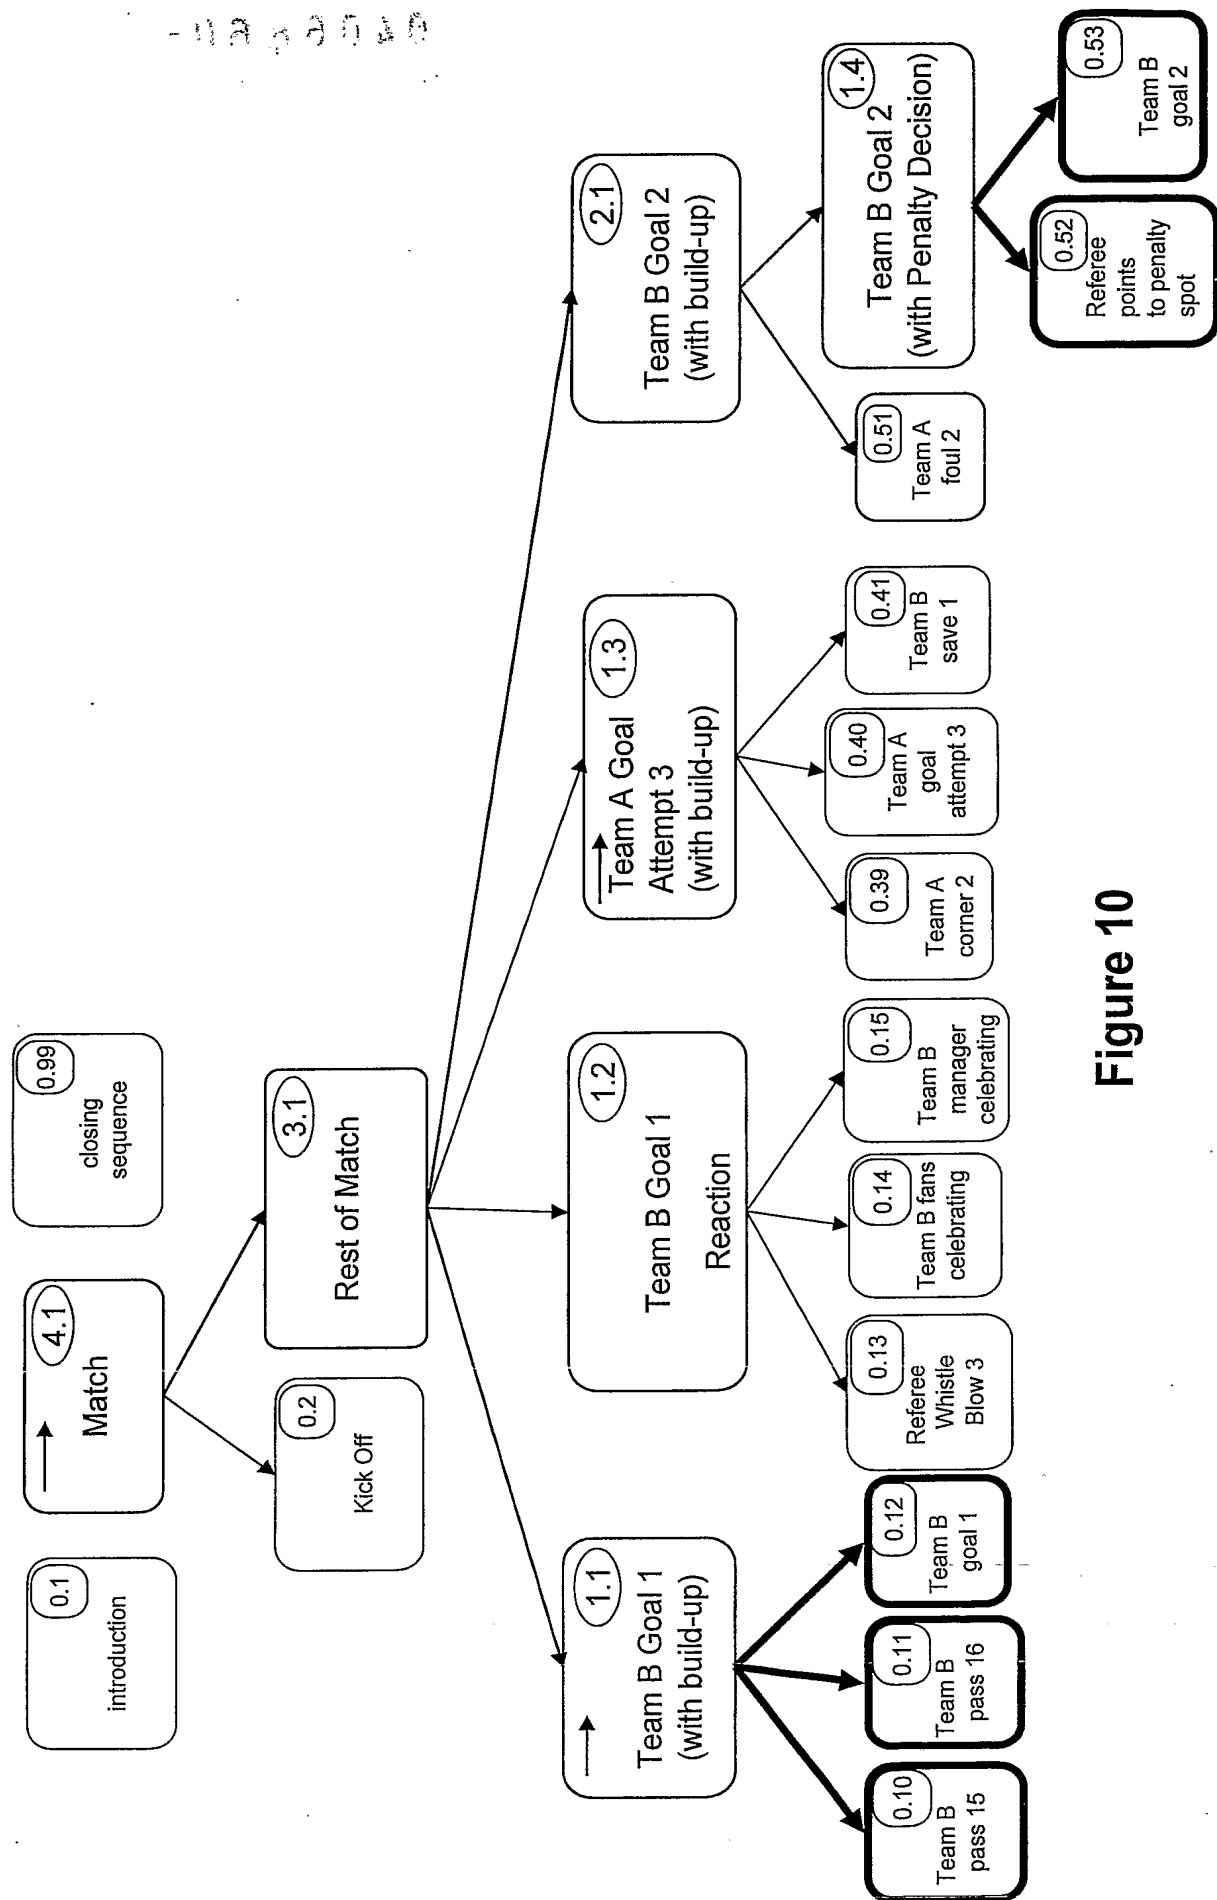 0.1
introduction
4.1
Match
0.99
closing
sequence
0.2
Kick Off
3.1
Rest of Match
1.1
Team B Goal 1
(with build-up)
1.2
Team B Goal 1
Reaction
1.3
Team A Goal
Attempt 3
(with build-up)
2.1
Team B Goal 2
(with build-up)
0.10
Team B
pass 15
0.11
Team B
pass 16
0.12
Team B
goal 1
0.13
Referee
Whistle
Blow 3
0.14
Team B fans
celebrating
0.15
Team B
manager
celebrating
0.39
Team A
corner 2
0.40
Team A
goal
attempt 3
0.41
Team B
save 1
0.51
Team A
foul 2
1.4
Team B Goal 2
(with Penalty Decision)
0.52
Referee
points
to penalty
spot
0.53
Team B
goal 2
Figure 10